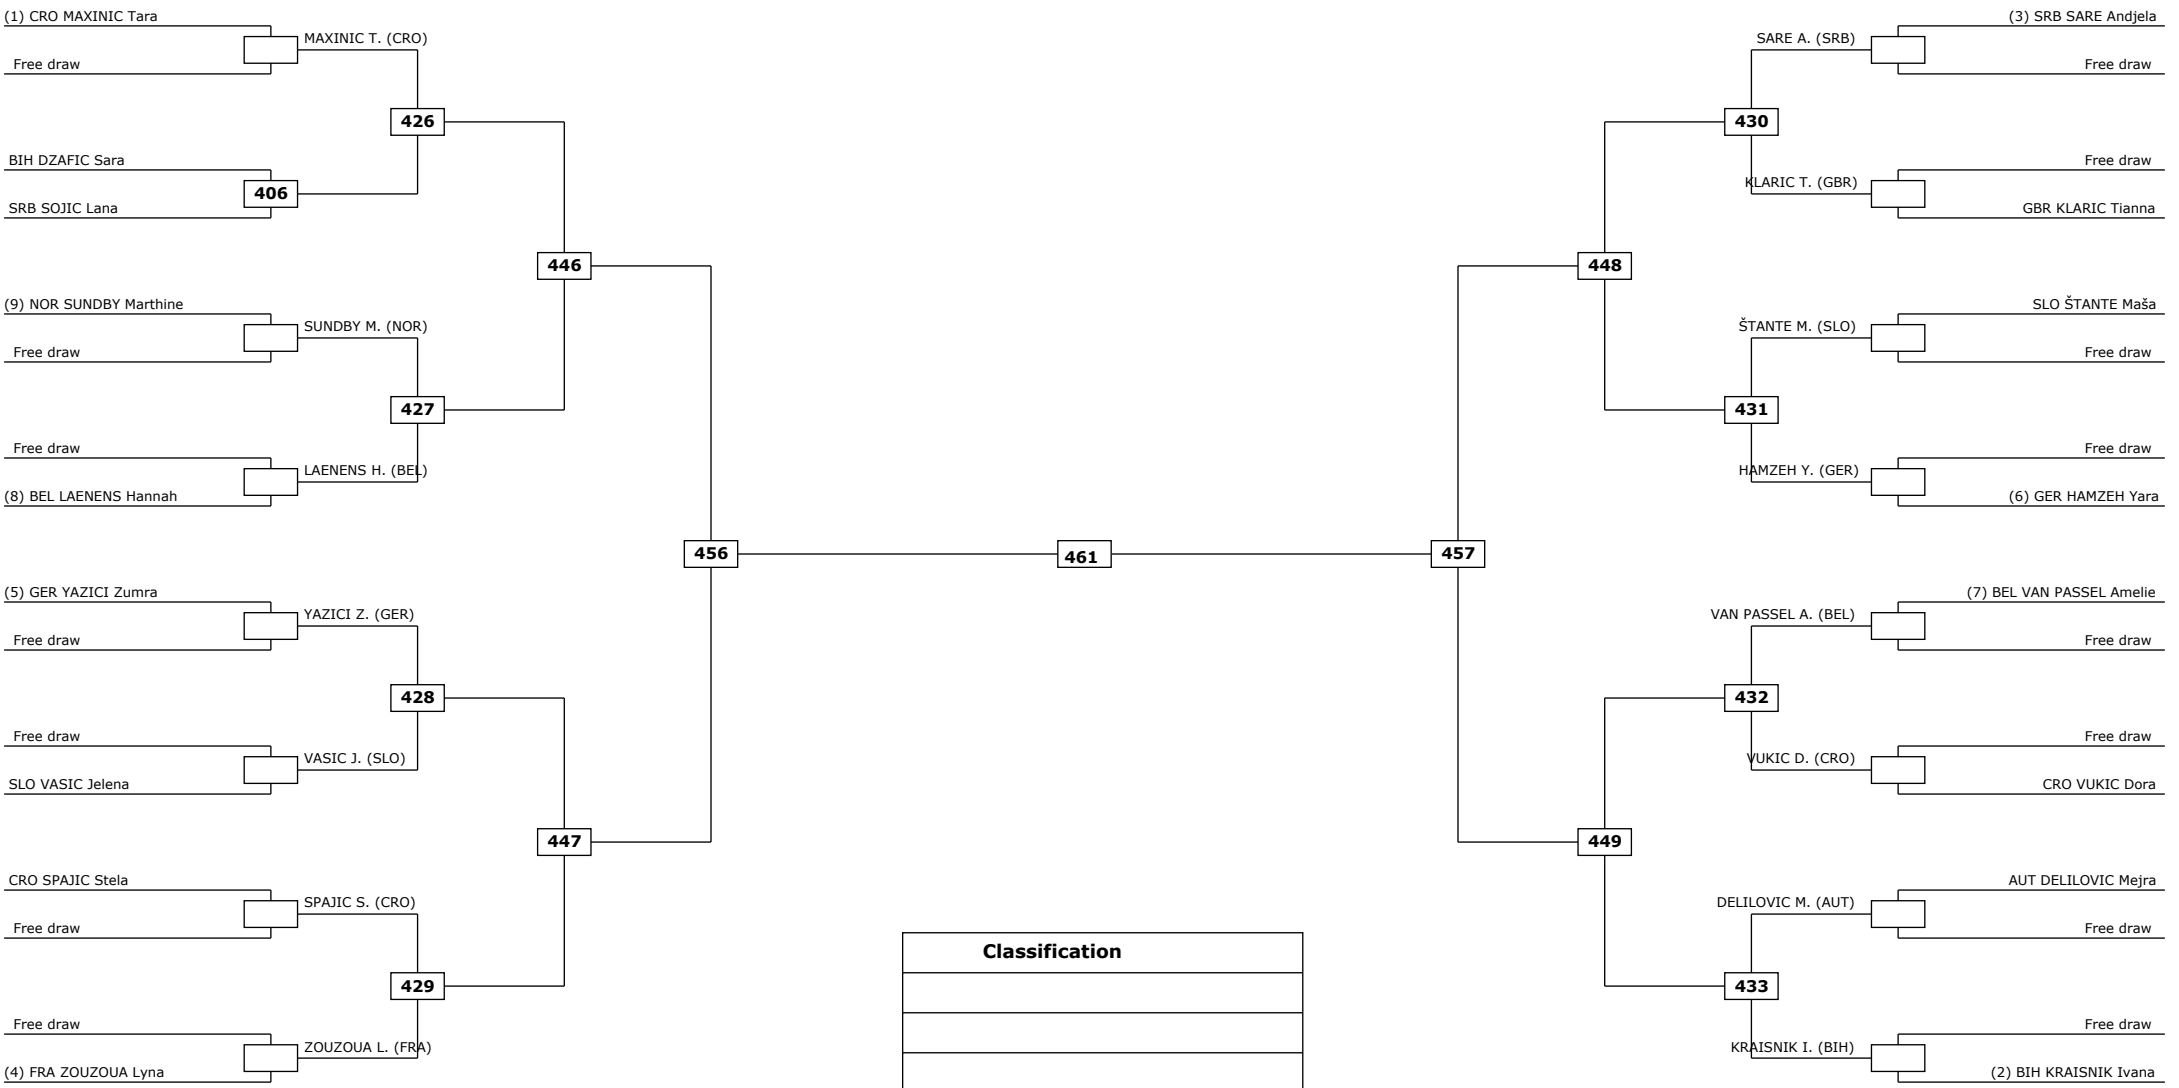 (1) CRO MAXINIC Tara
MAXINIC T. (CRO)
Free draw
426
BIH DZAFIC Sara
406
SRB SOJIC Lana
446
(9) NOR SUNDBY Marthine
SUNDBY M. (NOR)
Free draw
427
Free draw
LAENENS H. (BEL)
(8) BEL LAENENS Hannah
456
(5) GER YAZICI Zumra
YAZICI Z. (GER)
Free draw
428
Free draw
VASIC J. (SLO)
SLO VASIC Jelena
447
CRO SPAJIC Stela
SPAJIC S. (CRO)
Free draw
429
Free draw
ZOUZOUA L. (FRA)
(4) FRA ZOUZOUA Lyna
461
(3) SRB SARE Andjela
SARE A. (SRB)
Free draw
430
Free draw
KLARIC T. (GBR)
GBR KLARIC Tianna
448
SLO ŠTANTE Maša
ŠTANTE M. (SLO)
Free draw
431
Free draw
HAMZEH Y. (GER)
(6) GER HAMZEH Yara
457
(7) BEL VAN PASSEL Amelie
VAN PASSEL A. (BEL)
Free draw
432
Free draw
VUKIC D. (CRO)
CRO VUKIC Dora
449
AUT DELILOVIC Mejra
DELILOVIC M. (AUT)
Free draw
433
Free draw
KRAISNIK I. (BIH)
(2) BIH KRAISNIK Ivana
Classification